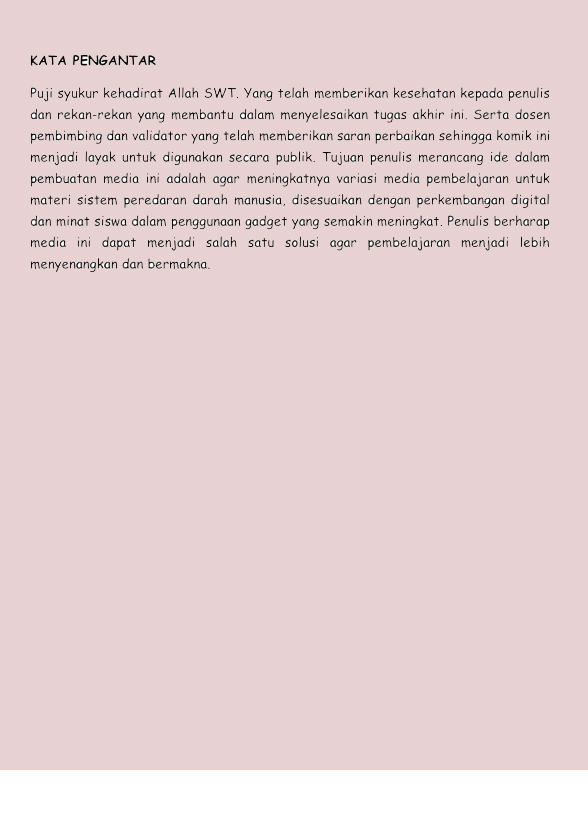 KATA PENGANTAR
Puji syukur kehadirat Allah SWT. Yang telah memberikan kesehatan kepada penulis
dan rekan-rekan yang membantu dalam menyelesaikan tugas akhir ini. Serta dosen
pembimbing dan validator yang telah memberikan saran perbaikan sehingga komik ini
menjadi layak untuk digunakan secara publik. Tujuan penulis merancang ide dalam
pembuatan media ini adalah agar meningkatnya variasi media pembelajaran untuk
materi sistem peredaran darah manusia, disesuaikan dengan perkembangan digital
dan minat siswa dalam penggunaan gadget yang semakin meningkat. Penulis berharap
media ini dapat menjadi salah satu solusi agar pembelajaran menjadi lebih
menyenangkan dan bermakna.